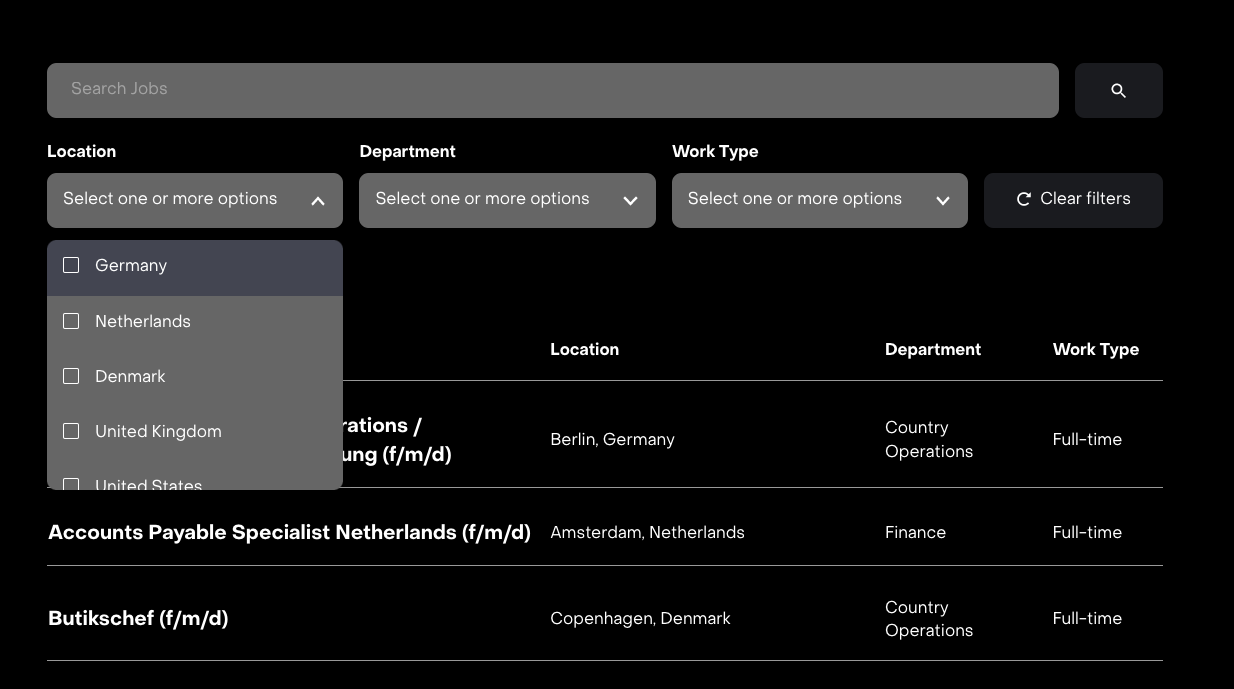 Search Jobs
Location
Department
Work Type
Select one or more options
Select one or more options
Select one or more options
Clear filters
Germany
Netherlands
Denmark
United Kingdom
United States
Location
Department
Work Type
rations /
ung (f/m/d)
Berlin, Germany
Country
Operations
Full-time
Accounts Payable Specialist Netherlands (f/m/d)
Amsterdam, Netherlands
Finance
Full-time
Butikschef (f/m/d)
Copenhagen, Denmark
Country
Operations
Full-time